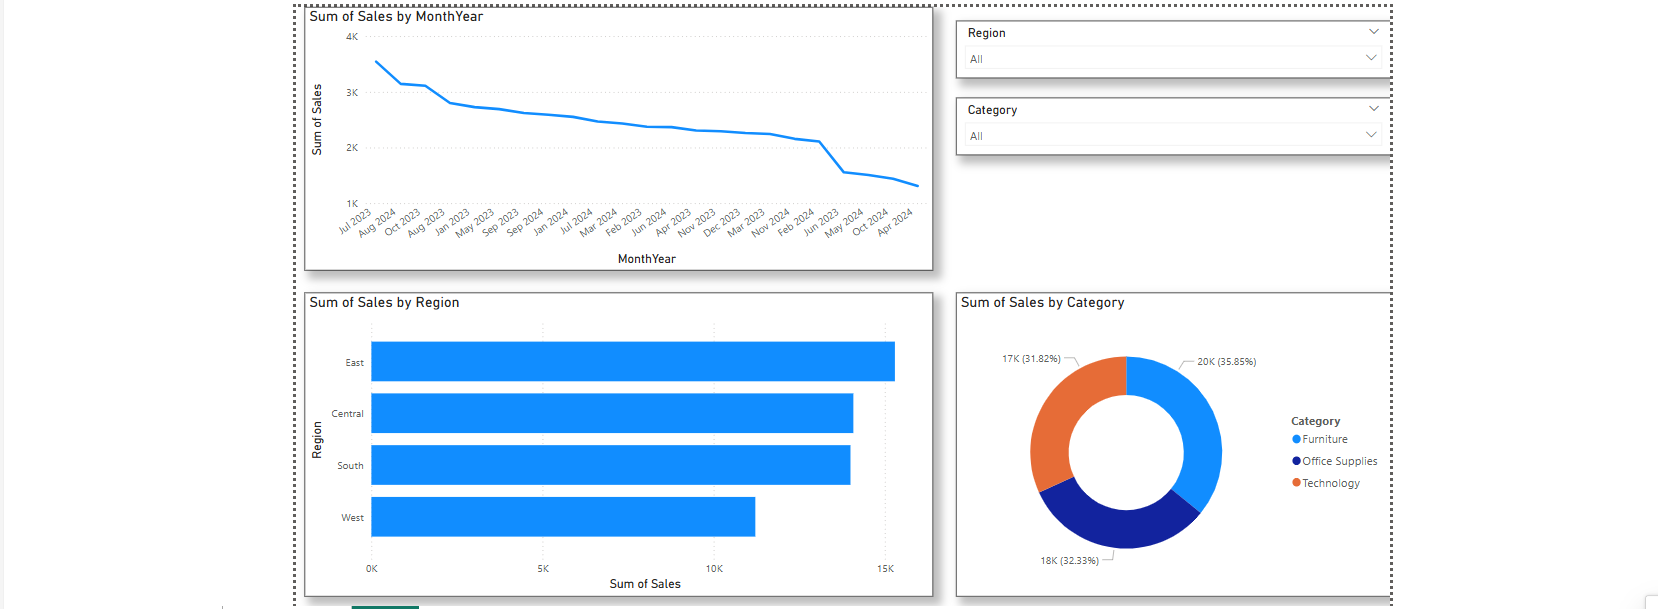 Sum of Sales by MonthYear
4K
3K
2K
1K
Sum of Sales
Jul 2023
Aug 2024
Oct 2023
Aug 2023
Jan 2023
May 2023
Sep 2023
Sep 2024
Jan 2024
Jul 2024
Mar 2024
Feb 2023
Jun 2024
Apr 2023
Nov 2023
Dec 2023
Mar 2023
Nov 2024
Feb 2024
Jun 2023
May 2024
Oct 2024
Apr 2024
MonthYear
Region
All
Category
All
Sum of Sales by Region
Region
East
Central
South
West
0K
5K
10K
15K
Sum of Sales
Sum of Sales by Category
17K (31.82%)
20K (35.85%)
18K (32.33%)
Category
Furniture
Office Supplies
Technology